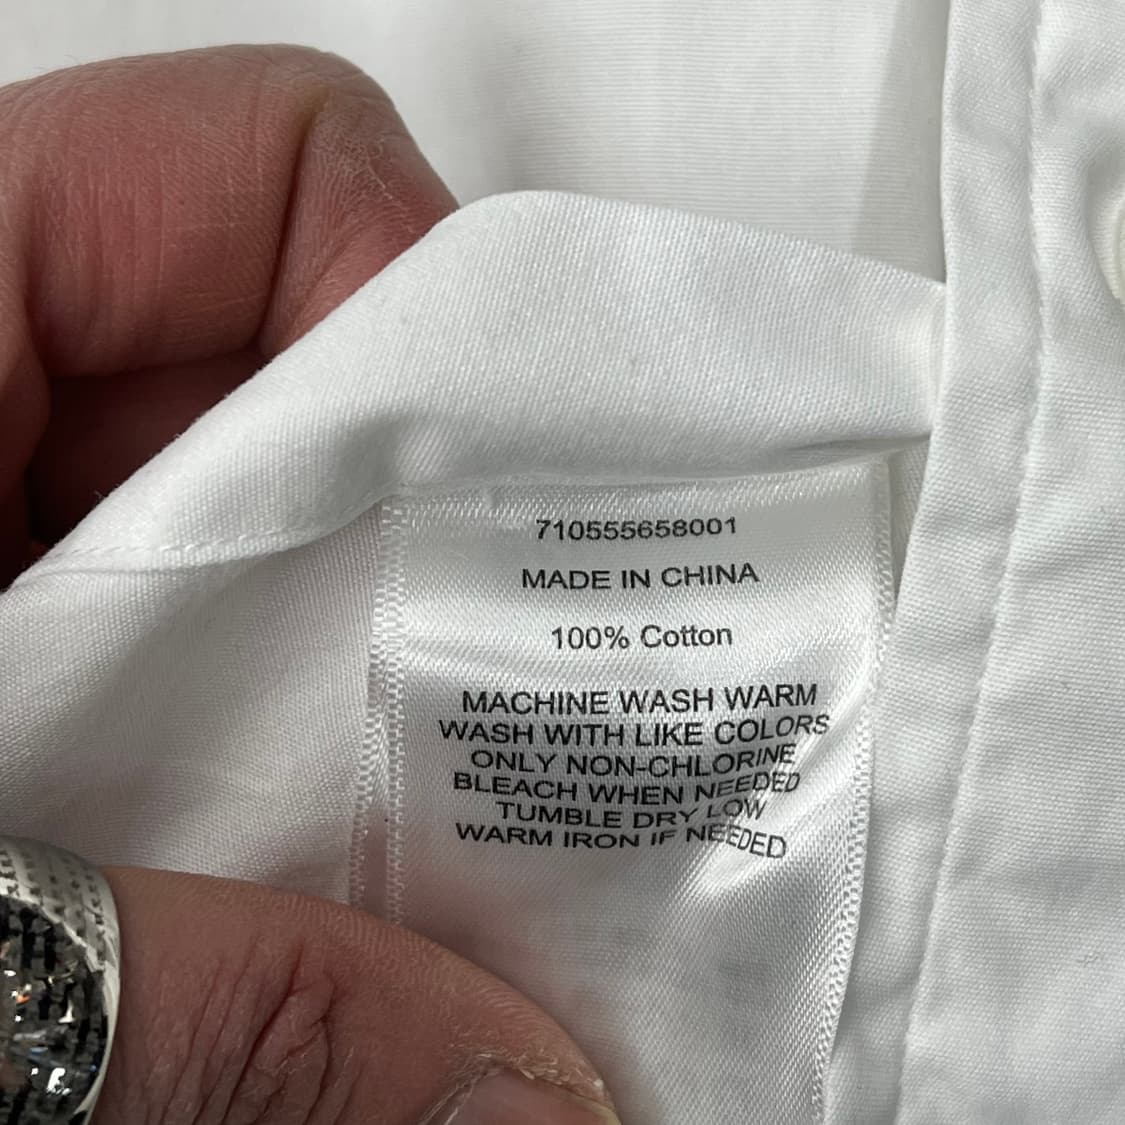 710555658001
MADE IN CHINA
100% Cotton
MACHINE WASH WARM
WASH WITH LIKE COLORS
ONLY NON-CHLORINE
BLEACH WHEN NEEDED
TUMBLE DRY LOW
WARM IRON IF NEEDED